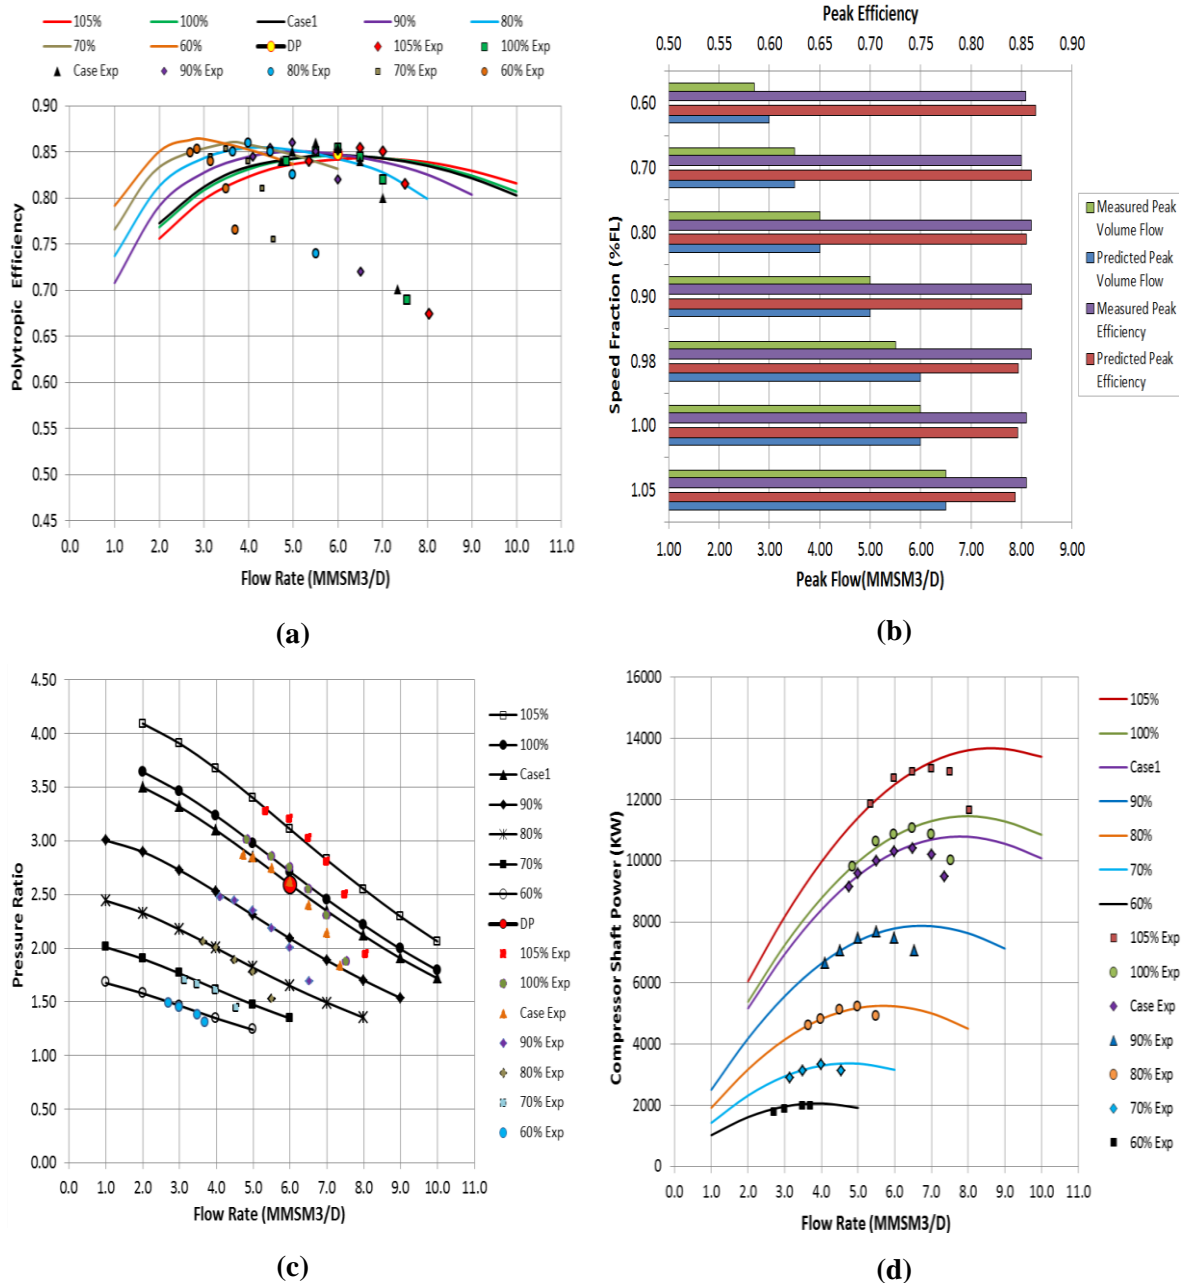 105% 100% Case1 90% 80%
70% 60% DP 105% Exp 100% Exp
Case Exp 90% Exp 80% Exp 70% Exp 60% Exp
0.90
0.85
0.80
0.75
0.70
0.65
0.60
0.55
0.50
0.45
Polytropic Efficiency
0.0 1.0 2.0 3.0 4.0 5.0 6.0 7.0 8.0 9.0 10.0 11.0
Flow Rate (MMSM3/D)
(a)
Peak Efficiency
0.50 0.55 0.60 0.65 0.70 0.75 0.80 0.85 0.90
0.60
0.70
0.80
0.90
0.98
1.00
1.05
Speed Fraction (%FL)
1.00 2.00 3.00 4.00 5.00 6.00 7.00 8.00 9.00
Peak Flow(MMSM3/D)
Measured Peak
Volume Flow
Predicted Peak
Volume Flow
Measured Peak
Efficiency
Predicted Peak
Efficiency
(b)
4.50
4.00
3.50
3.00
2.50
2.00
1.50
1.00
0.50
0.00
Pressure Ratio
0.0 1.0 2.0 3.0 4.0 5.0 6.0 7.0 8.0 9.0 10.0 11.0
Flow Rate (MMSM3/D)
105%
100%
Case1
90%
80%
70%
60%
DP
105% Exp
100% Exp
Case Exp
90% Exp
80% Exp
70% Exp
60% Exp
(c)
16000
14000
12000
10000
8000
6000
4000
2000
0
Compressor Shaft Power (KW)
0.0 1.0 2.0 3.0 4.0 5.0 6.0 7.0 8.0 9.0 10.0 11.0
Flow Rate (MMSM3/D)
105%
100%
Case1
90%
80%
70%
60%
105% Exp
100% Exp
Case Exp
90% Exp
80% Exp
70% Exp
60% Exp
(d)